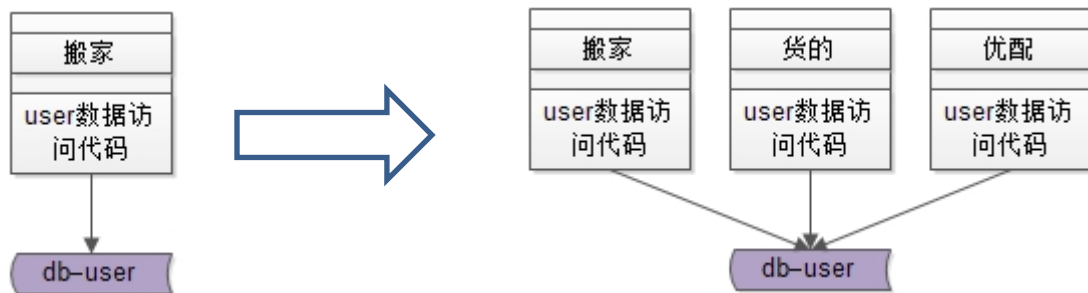 搬家
user数据访
问代码
db-user
搬家
user数据访
问代码
货的
user数据访
问代码
优配
user数据访
问代码
db-user